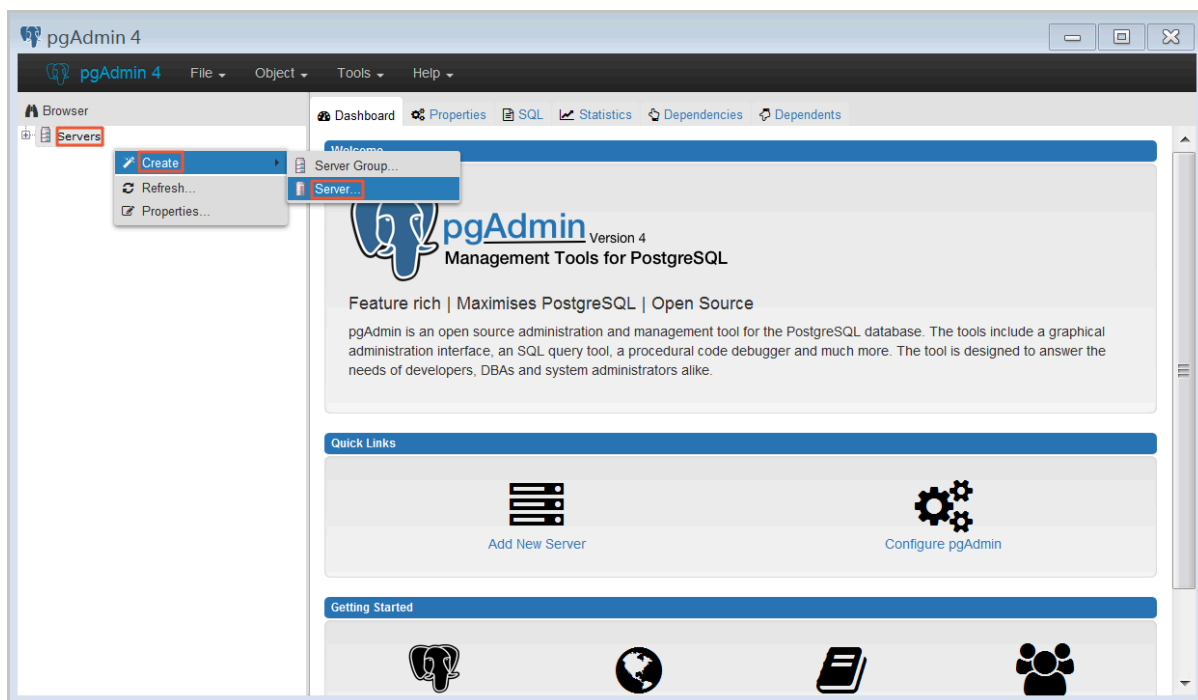 pgAdmin 4
pgAdmin 4 File Object Tools Help
Browser
Dashboard Properties SQL Statistics Dependencies Dependents
Servers
Welcome
Create
Server Group...
Refresh...
Server...
Properties...
pgAdmin Version 4
Management Tools for PostgreSQL
Feature rich | Maximises PostgreSQL | Open Source
pgAdmin is an open source administration and management tool for the PostgreSQL database. The tools include a graphical
administration interface, an SQL query tool, a procedural code debugger and much more. The tool is designed to answer the
needs of developers, DBAs and system administrators alike.
Quick Links
Add New Server Configure pgAdmin
Getting Started